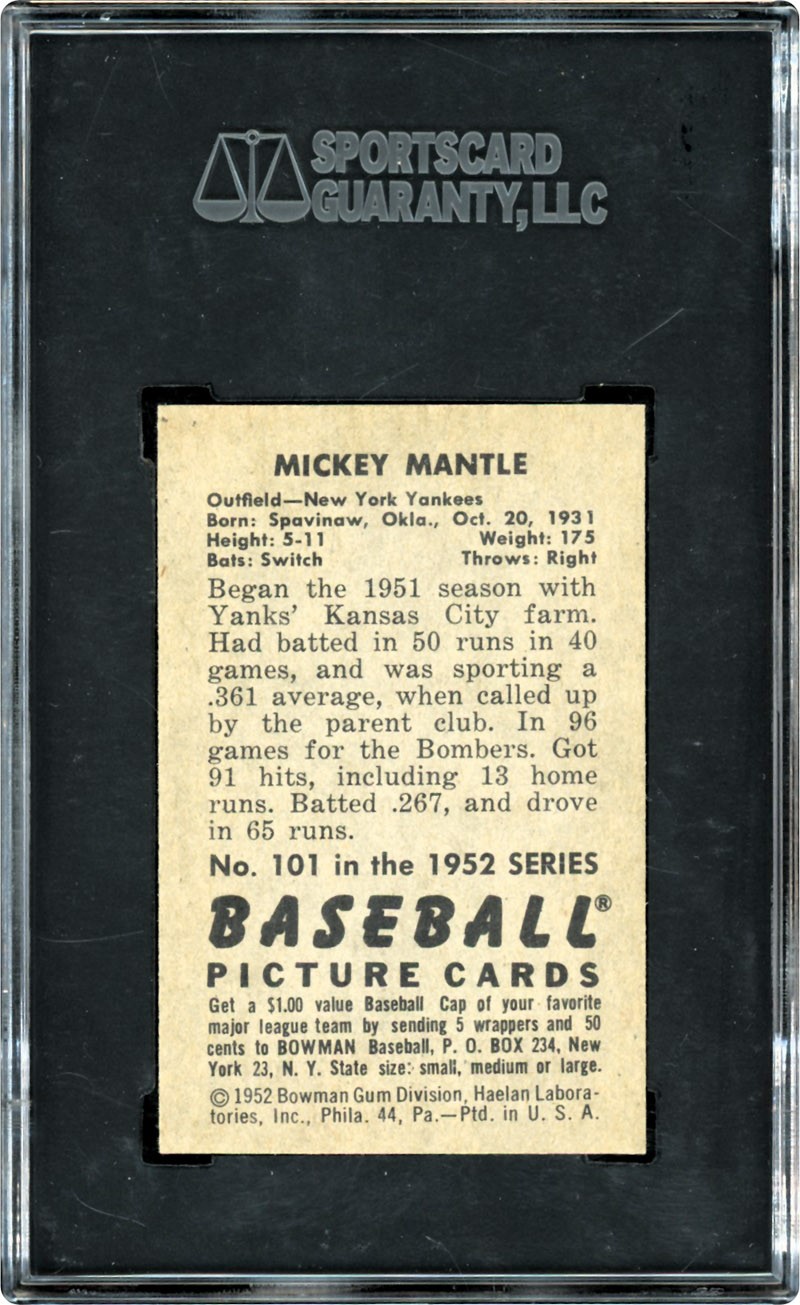 SPORTSCARD
GUARANTY, LLC
MICKEY MANTLE
Outfield—New York Yankees
Born: Spavinaw, Okla., Oct. 20, 1931
Height: 5-11 Weight: 175
Bats: Switch Throws: Right
Began the 1951 season with
Yanks' Kansas City farm.
Had batted in 50 runs in 40
games, and was sporting a
.361 average, when called up
by the parent club. In 96
games for the Bombers. Got
91 hits, including 13 home
runs. Batted .267, and drove
in 65 runs.
No. 101 in the 1952 SERIES
BASEBALL®
PICTURE CARDS
Get a $1.00 value Baseball Cap of your favorite
major league team by sending 5 wrappers and 50
cents to BOWMAN Baseball, P. O. BOX 234, New
York 23, N. Y. State size: small, medium or large.
© 1952 Bowman Gum Division, Haelan Labora-
tories, Inc., Phila. 44, Pa.—Ptd. in U. S. A.